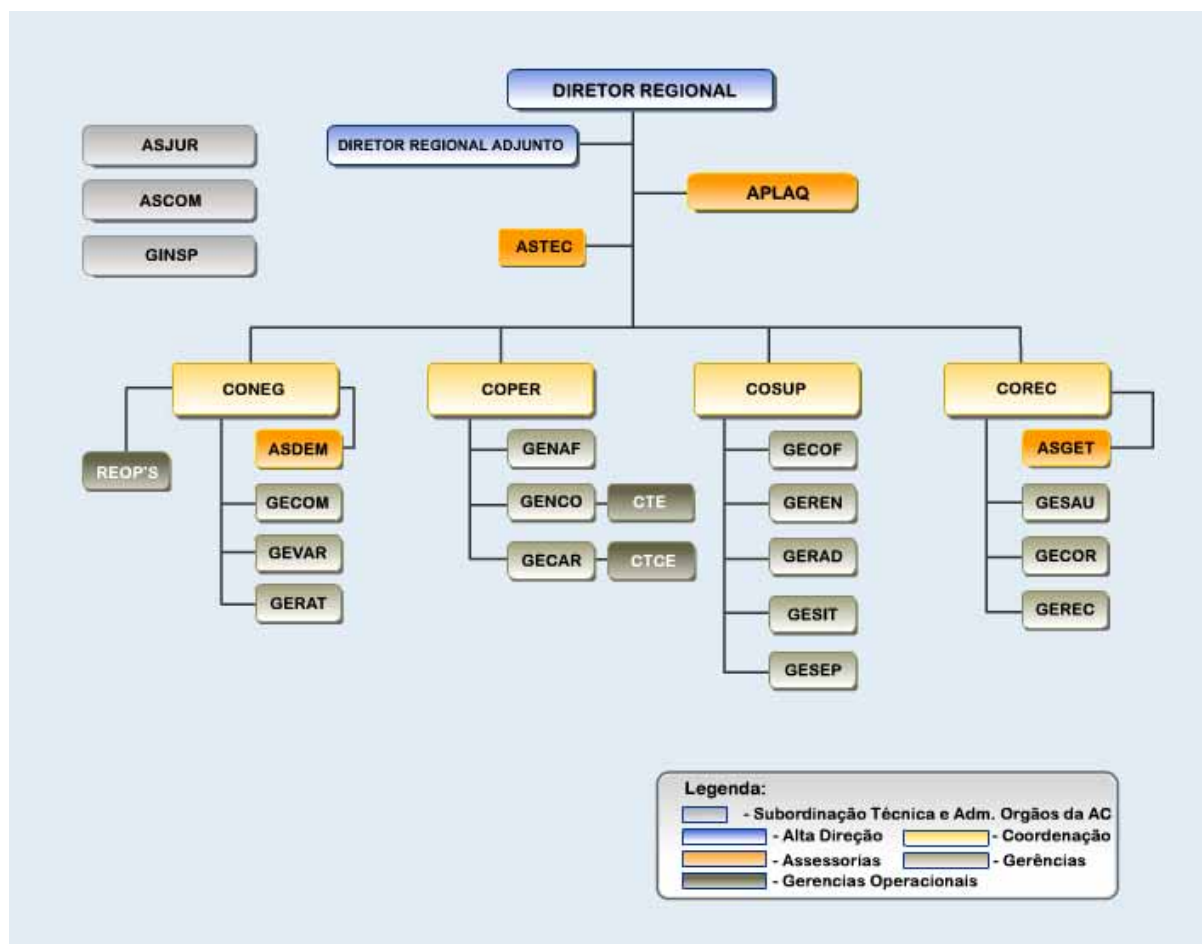 DIRETOR REGIONAL
DIRETOR REGIONAL ADJUNTO
ASJUR
ASCOM
GINSP
APLAQ
ASTEC
CONEG
COPER
COSUP
COREC
REOP'S
ASDEM
GECOM
GEVAR
GERAT
GENAF
GENCO
CTE
GECAR
CTCE
GECOF
GEREN
GERAD
GESIT
GESEP
ASGET
GESAU
GECOR
GEREC
Legenda:
- Subordinação Técnica e Adm. Orgãos da AC
- Alta Direção
- Coordenação
- Assessorias
- Gerências
- Gerencias Operacionais